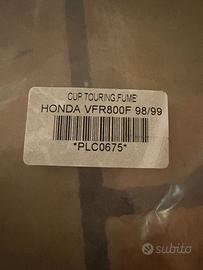 CUP TOURING FUME'
HONDA VFR800F 98/99
*PLC0675*
subito